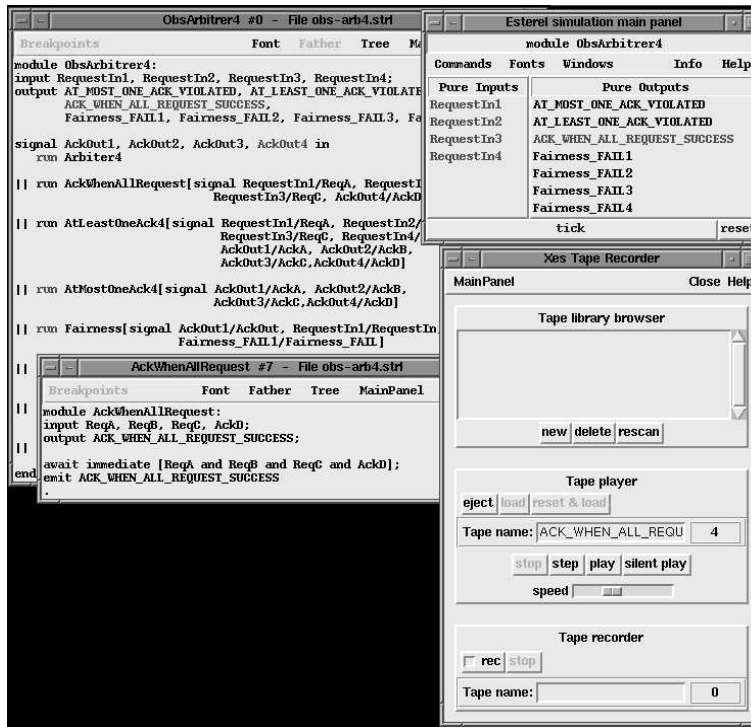 ObsArbitrer4 #0 - File obs-arb4.strl
Breakpoints Font Father Tree
module ObsArbitrer4:
input RequestIn1, RequestIn2, RequestIn3, RequestIn4;
output AT_MOST_ONE_ACK_VIOLATED, AT_LEAST_ONE_ACK_VIOLATE
ACK_WHEN_ALL_REQUEST_SUCCESS,
Fairness_FAIL1, Fairness_FAIL2, Fairness_FAIL3, Fa
signal AckOut1, AckOut2, AckOut3, AckOut4 in
run Arbiter4
|| run AckWhenAllRequest[signal RequestIn1/ReqA, RequestI
RequestIn3/ReqC, AckOut4/AckD
|| run AtLeastOneAck4[signal RequestIn1/ReqA, RequestIn2/
RequestIn3/ReqC, RequestIn4/
AckOut1/AckA, AckOut2/AckB,
AckOut3/AckC,AckOut4/AckD]
|| run AtMostOneAck4[signal AckOut1/AckA, AckOut2/AckB,
AckOut3/AckC,AckOut4/AckD]
|| run Fairness[signal AckOut1/AckOut, RequestIn1/RequestIn
Fairness_FAIL1/Fairness_FAIL]
||
||
||
end
AckWhenAllRequest #7 - File obs-arb4.strl
Breakpoints Font Father Tree MainPanel
module AckWhenAllRequest:
input ReqA, ReqB, ReqC, AckD;
output ACK_WHEN_ALL_REQUEST_SUCCESS;
await immediate [ReqA and ReqB and ReqC and AckD];
emit ACK_WHEN_ALL_REQUEST_SUCCESS
.
Esterel simulation main panel
module ObsArbitrer4
Commands Fonts Windows Info Help
Pure Inputs Pure Outputs
RequestIn1 AT_MOST_ONE_ACK_VIOLATED
RequestIn2 AT_LEAST_ONE_ACK_VIOLATED
RequestIn3 ACK_WHEN_ALL_REQUEST_SUCCESS
RequestIn4 Fairness_FAIL1
Fairness_FAIL2
Fairness_FAIL3
Fairness_FAIL4
tick reset
Xes Tape Recorder
MainPanel Close Help
Tape library browser
new delete rescan
Tape player
eject load reset & load
Tape name: ACK_WHEN_ALL_REQU 4
stop step play silent play
speed
Tape recorder
rec stop
Tape name: 0